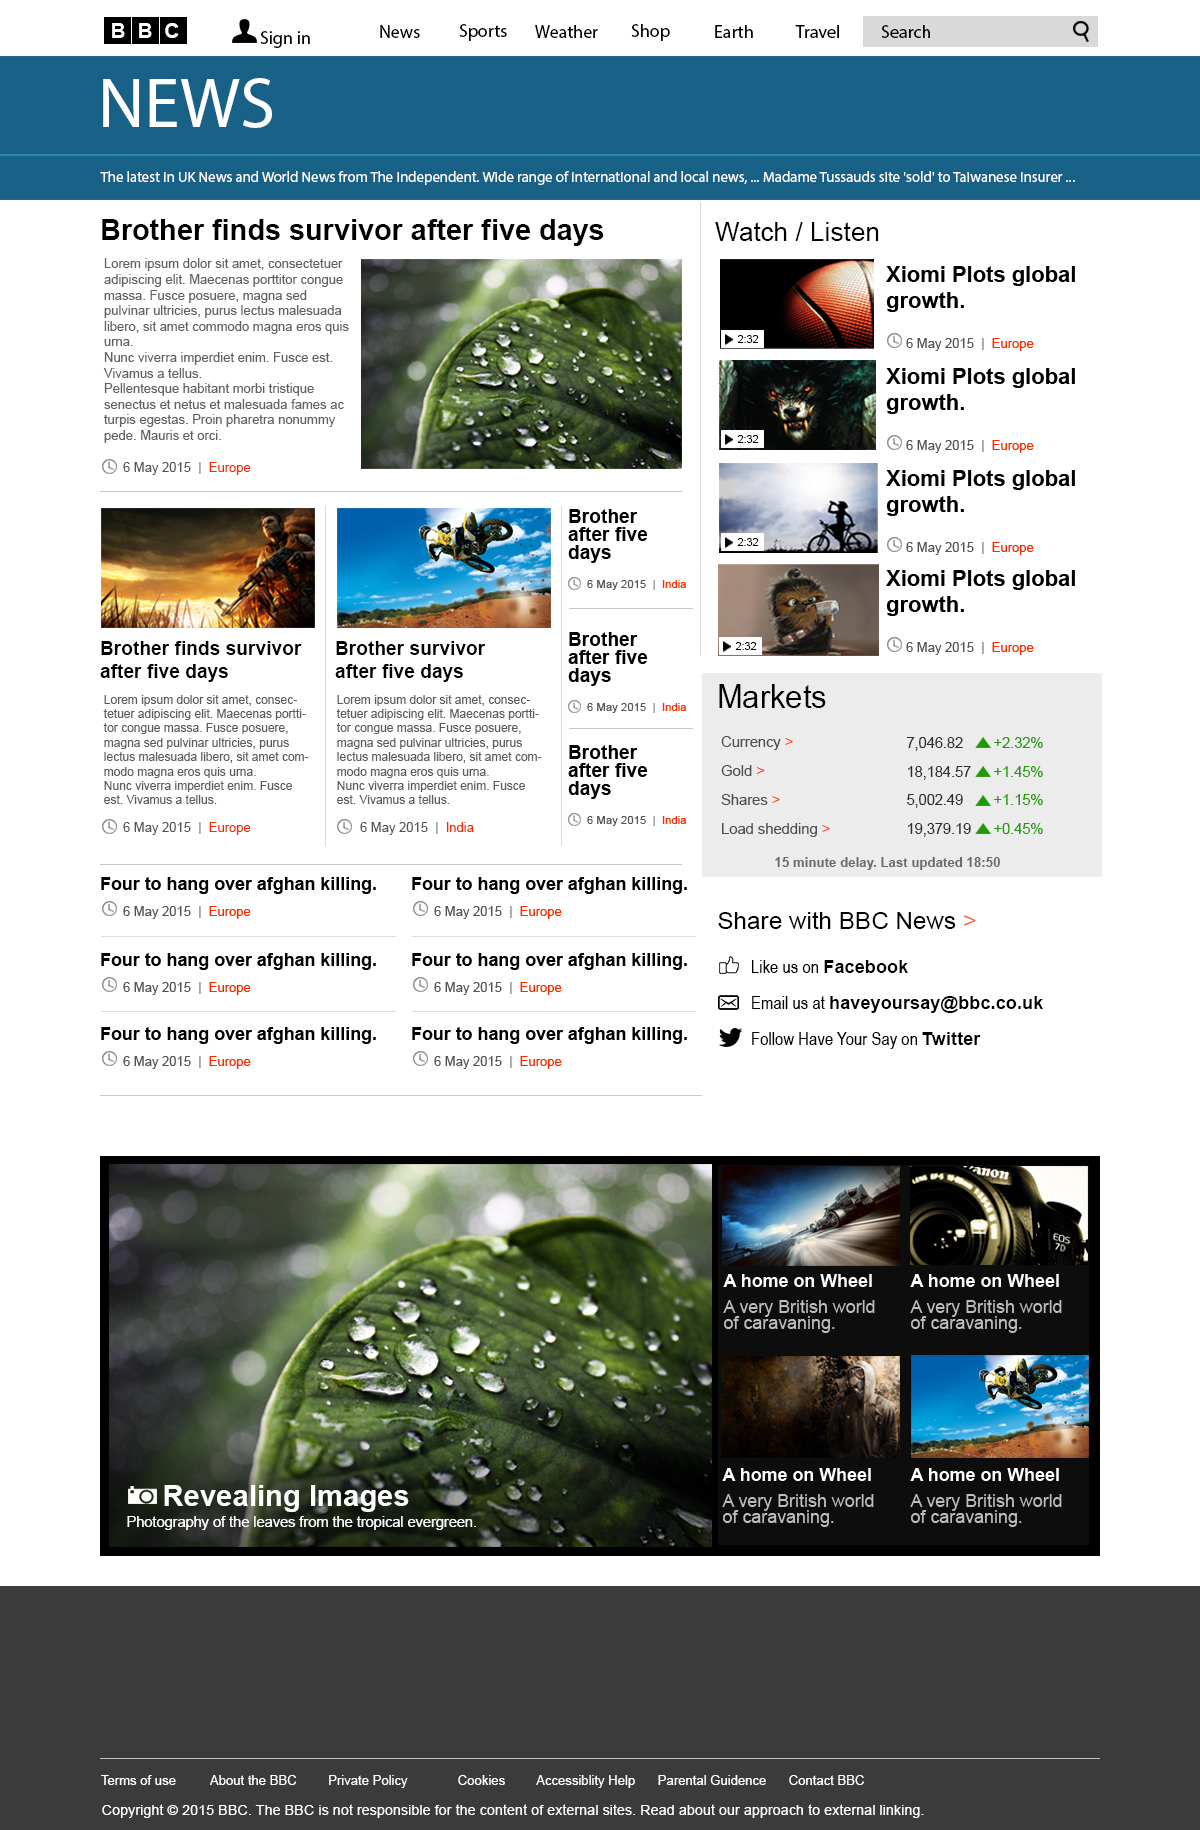 BBC
Sign in
News
Sports
Weather
Shop
Earth
Travel
Search
NEWS
The latest in UK News and World News from The Independent. Wide range of international and local news, ... Madame Tussauds site 'sold' to Taiwanese insurer ...
Brother finds survivor after five days
Lorem ipsum dolor sit amet, consectetuer
adipiscing elit. Maecenas porttitor congue
massa. Fusce posuere, magna sed
pulvinar ultricies, purus lectus malesuada
libero, sit amet commodo magna eros quis
urna.
Nunc viverra imperdiet enim. Fusce est.
Vivamus a tellus.
Pellentesque habitant morbi tristique
senectus et netus et malesuada fames ac
turpis egestas. Proin pharetra nonummy
pede. Mauris et orci.
6 May 2015 | Europe
Brother finds survivor
after five days
Lorem ipsum dolor sit amet, consec-
tetuer adipiscing elit. Maecenas portti-
tor congue massa. Fusce posuere,
magna sed pulvinar ultricies, purus
lectus malesuada libero, sit amet com-
modo magna eros quis urna.
Nunc viverra imperdiet enim. Fusce
est. Vivamus a tellus.
6 May 2015 | Europe
Brother survivor
after five days
Lorem ipsum dolor sit amet, consec-
tetuer adipiscing elit. Maecenas portti-
tor congue massa. Fusce posuere,
magna sed pulvinar ultricies, purus
lectus malesuada libero, sit amet com-
modo magna eros quis urna.
Nunc viverra imperdiet enim. Fusce
est. Vivamus a tellus.
6 May 2015 | India
Brother
after five
days
6 May 2015 | India
Brother
after five
days
6 May 2015 | India
Brother
after five
days
6 May 2015 | India
Four to hang over afghan killing.
6 May 2015 | Europe
Four to hang over afghan killing.
6 May 2015 | Europe
Four to hang over afghan killing.
6 May 2015 | Europe
Four to hang over afghan killing.
6 May 2015 | Europe
Four to hang over afghan killing.
6 May 2015 | Europe
Four to hang over afghan killing.
6 May 2015 | Europe
Watch / Listen
2:32
Xiomi Plots global
growth.
6 May 2015 | Europe
2:32
Xiomi Plots global
growth.
6 May 2015 | Europe
2:32
Xiomi Plots global
growth.
6 May 2015 | Europe
2:32
Xiomi Plots global
growth.
6 May 2015 | Europe
Markets
Currency > 7,046.82 +2.32%
Gold > 18,184.57 +1.45%
Shares > 5,002.49 +1.15%
Load shedding > 19,379.19 +0.45%
15 minute delay. Last updated 18:50
Share with BBC News >
Like us on Facebook
Email us at haveyoursay@bbc.co.uk
Follow Have Your Say on Twitter
Revealing Images
Photography of the leaves from the tropical evergreen.
A home on Wheel
A very British world
of caravaning.
Canon
EOS
7D
A home on Wheel
A very British world
of caravaning.
A home on Wheel
A very British world
of caravaning.
A home on Wheel
A very British world
of caravaning.
Terms of use
About the BBC
Private Policy
Cookies
Accessiblity Help
Parental Guidence
Contact BBC
Copyright © 2015 BBC. The BBC is not responsible for the content of external sites. Read about our approach to external linking.